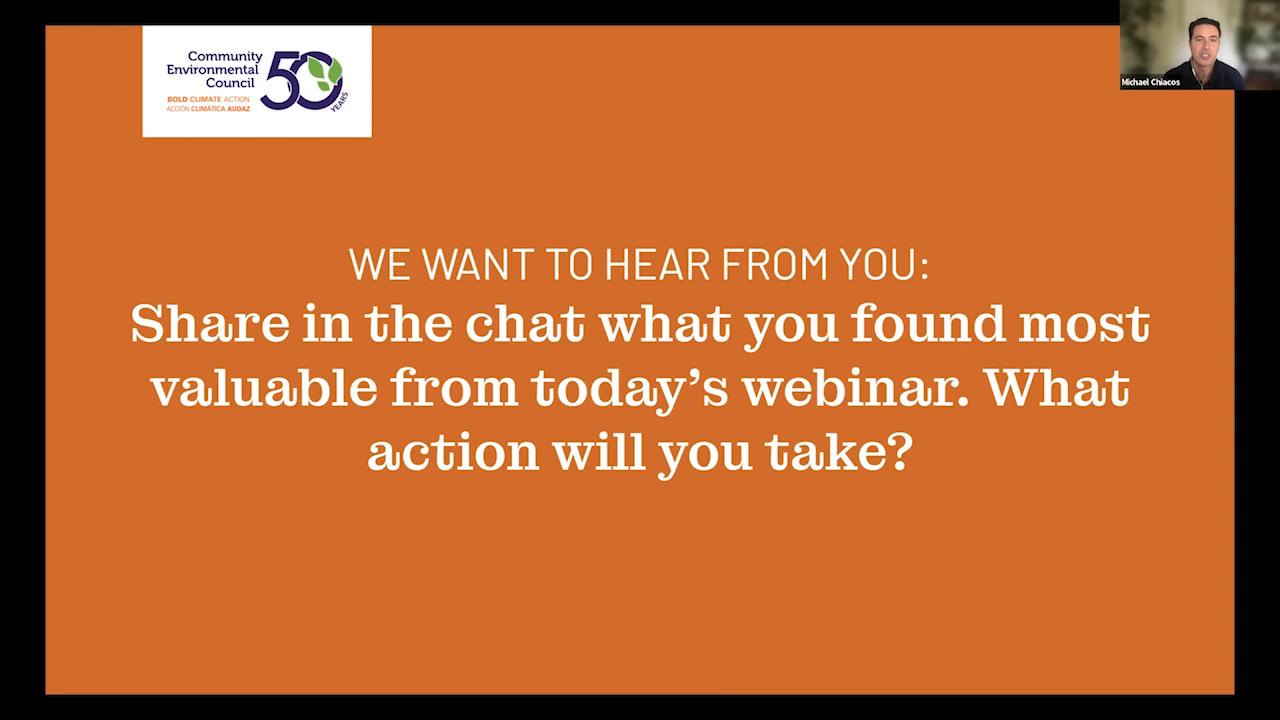 Community
Environmental
Council
50
YEARS
BOLD CLIMATE ACTION
ACCIÓN CLIMÁTICA AUDAZ
Michael Chiacos
WE WANT TO HEAR FROM YOU:
Share in the chat what you found most
valuable from today’s webinar. What
action will you take?